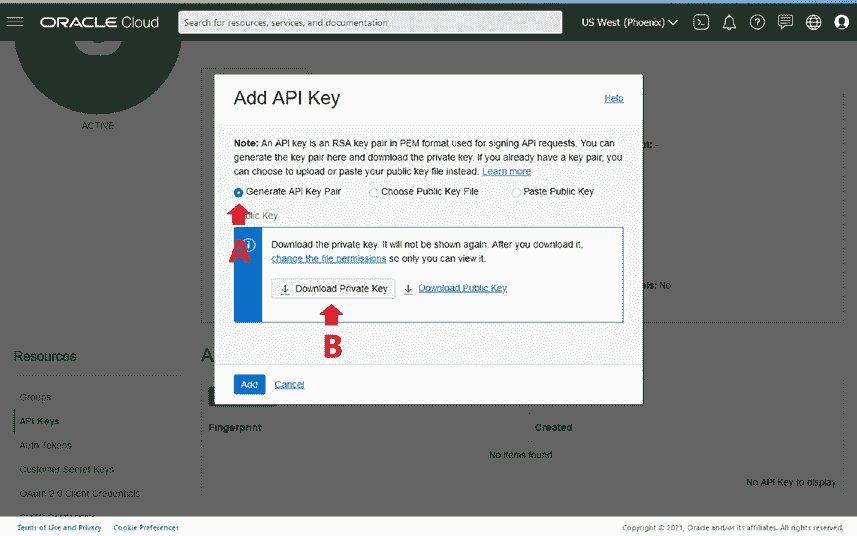 ORACLE Cloud
Search for resources, services, and documentation
US West (Phoenix)
ACTIVE
Add API Key
Help
Note: An API key is an RSA key pair in PEM format used for signing API requests. You can
generate the key pair here and download the private key. If you already have a key pair, you
can choose to upload or paste your public key file instead. Learn more
Generate API Key Pair
Choose Public Key File
Paste Public Key
Key
A
Download the private key. It will not be shown again. After you download it,
change the file permissions so only you can view it.
Download Private Key
Download Public Key
B
No
Resources
Add
Cancel
Groups
API Keys
Auth Tokens
Customer Secret Keys
OAuth 2.0 Client Credentials
Fingerprint
Created
No items found
No API Key to display
Terms of Use and Privacy
Cookie Preferences
Copyright © 2021, Oracle and/or its affiliates. All rights reserved.